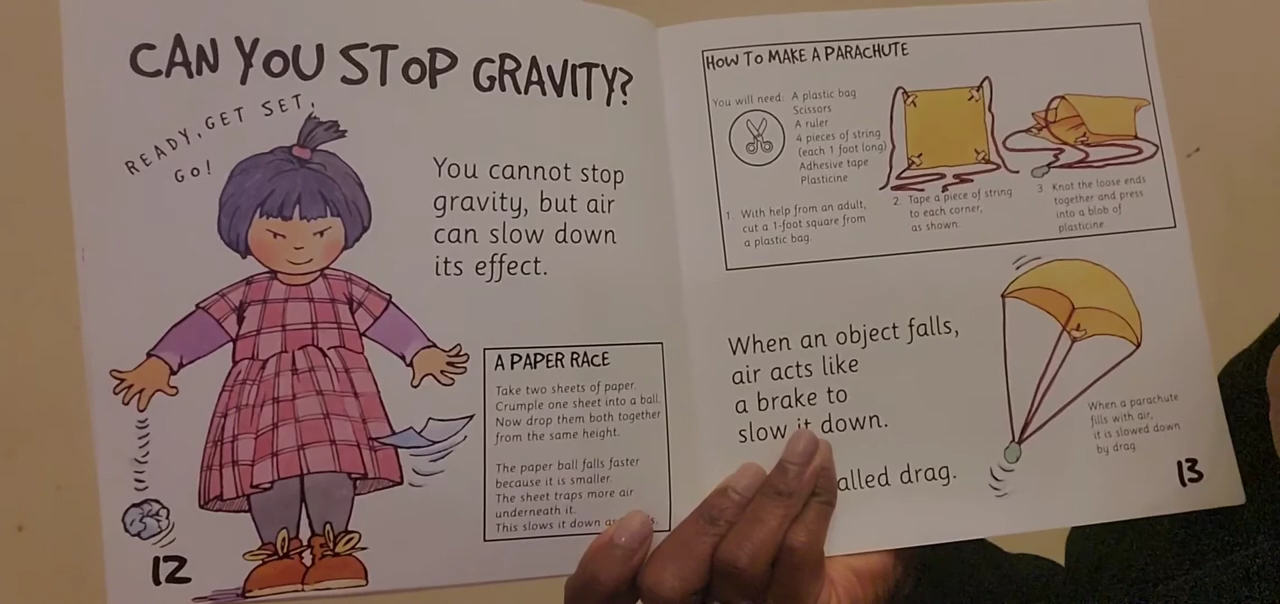 CAN YOU STOP GRAVITY?
READY, GET SET,
GO!
You cannot stop
gravity, but air
can slow down
its effect.
A PAPER RACE
Take two sheets of paper.
Crumple one sheet into a ball.
Now drop them both together
from the same height.
The paper ball falls faster
because it is smaller.
The sheet traps more air
underneath it.
This slows it down
12
HOW TO MAKE A PARACHUTE
You will need: A plastic bag
Scissors
A ruler
4 pieces of string
(each 1 foot long)
Adhesive tape
Plasticine
1. With help from an adult,
cut a 1-foot square from
a plastic bag.
2. Tape a piece of string
to each corner,
as shown.
3. Knot the loose ends
together and press
into a blob of
plasticine.
When an object falls,
air acts like
a brake to
slow it down.
alled drag.
When a parachute
fills with air,
it is slowed down
by drag.
13